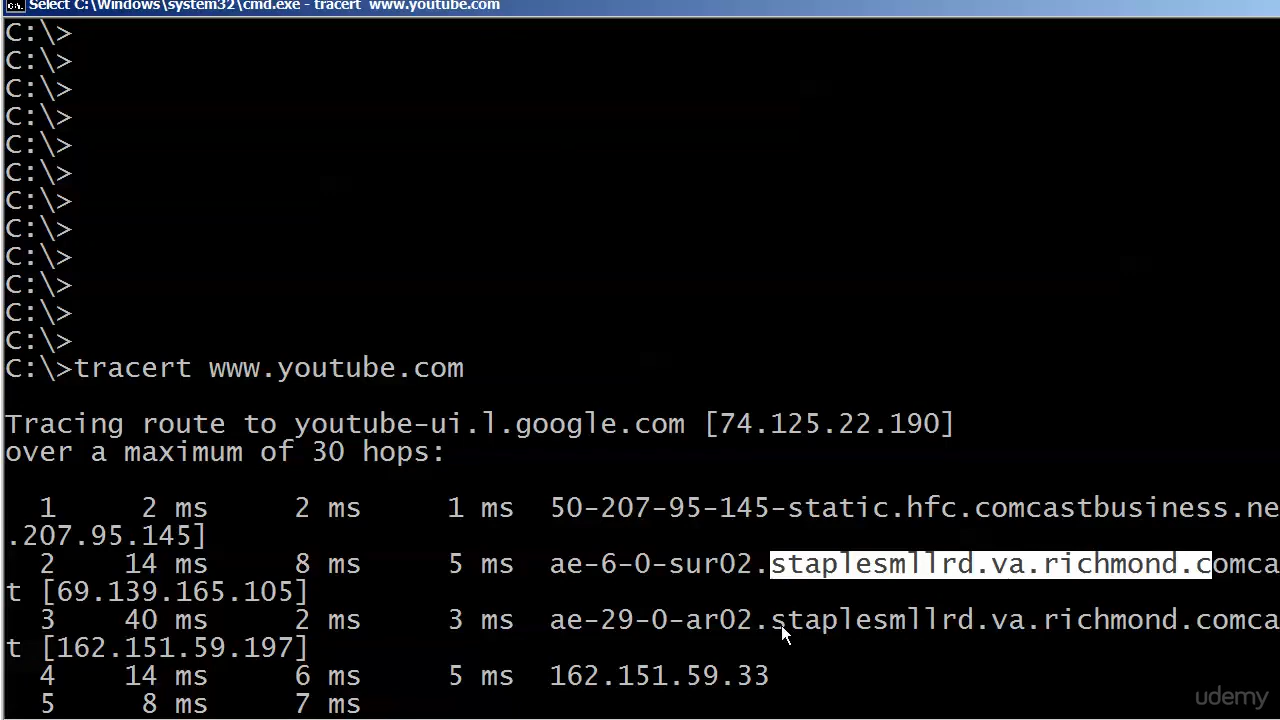 Select C:\Windows\system32\cmd.exe - tracert  www.youtube.com
C:\>
C:\>
C:\>
C:\>
C:\>
C:\>
C:\>
C:\>
C:\>
C:\>
C:\>
C:\>
C:\>tracert www.youtube.com
Tracing route to youtube-ui.l.google.com [74.125.22.190]
over a maximum of 30 hops:
1 2 ms 2 ms 1 ms 50-207-95-145-static.hfc.comcastbusiness.ne
.207.95.145]
2 14 ms 8 ms 5 ms ae-6-0-sur02.staplesmllrd.va.richmond.comca
t [69.139.165.105]
3 40 ms 2 ms 3 ms ae-29-0-ar02.staplesmllrd.va.richmond.comca
t [162.151.59.197]
4 14 ms 6 ms 5 ms 162.151.59.33
5 8 ms 7 ms
udemy